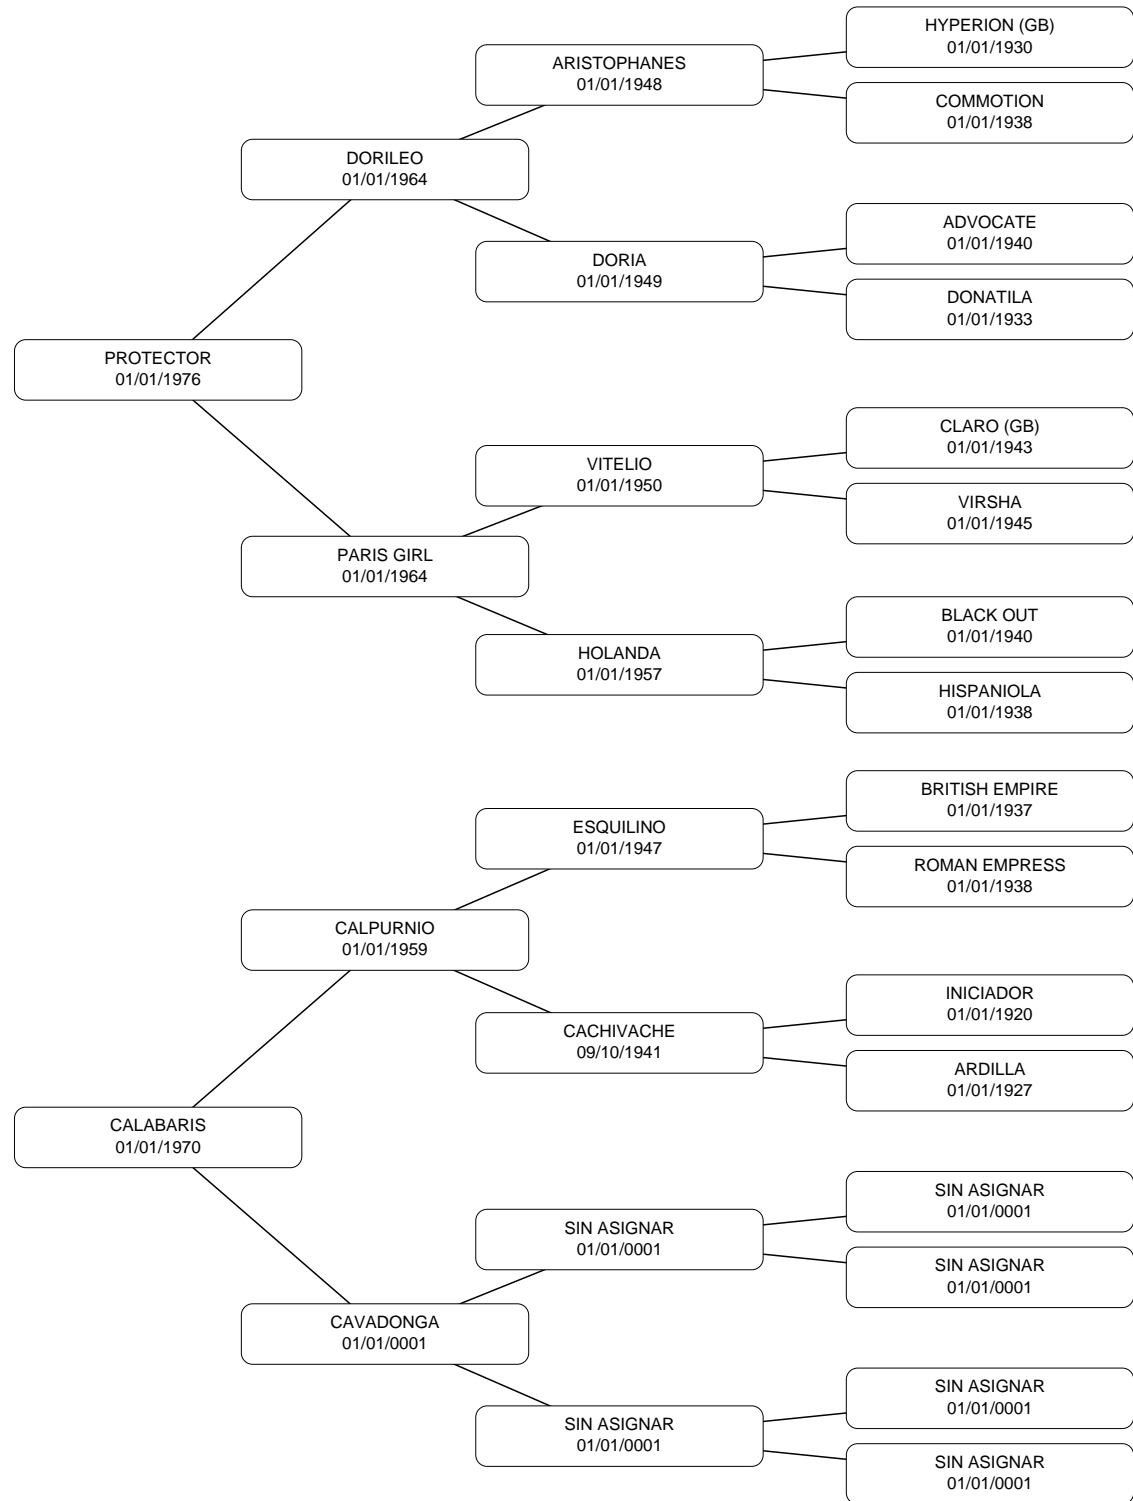 HYPERION (GB)
01/01/1930
ARISTOPHANES
01/01/1948
COMMOTION
01/01/1938
DORILEO
01/01/1964
ADVOCATE
01/01/1940
DORIA
01/01/1949
DONATILA
01/01/1933
PROTECTOR
01/01/1976
CLARO (GB)
01/01/1943
VITELIO
01/01/1950
VIRSHA
01/01/1945
PARIS GIRL
01/01/1964
BLACK OUT
01/01/1940
HOLANDA
01/01/1957
HISPANIOLA
01/01/1938
BRITISH EMPIRE
01/01/1937
ESQUILINO
01/01/1947
ROMAN EMPRESS
01/01/1938
CALPURNIO
01/01/1959
INICIADOR
01/01/1920
CACHIVACHE
09/10/1941
ARDILLA
01/01/1927
CALABARIS
01/01/1970
SIN ASIGNAR
01/01/0001
SIN ASIGNAR
01/01/0001
SIN ASIGNAR
01/01/0001
CAVADONGA
01/01/0001
SIN ASIGNAR
01/01/0001
SIN ASIGNAR
01/01/0001
SIN ASIGNAR
01/01/0001